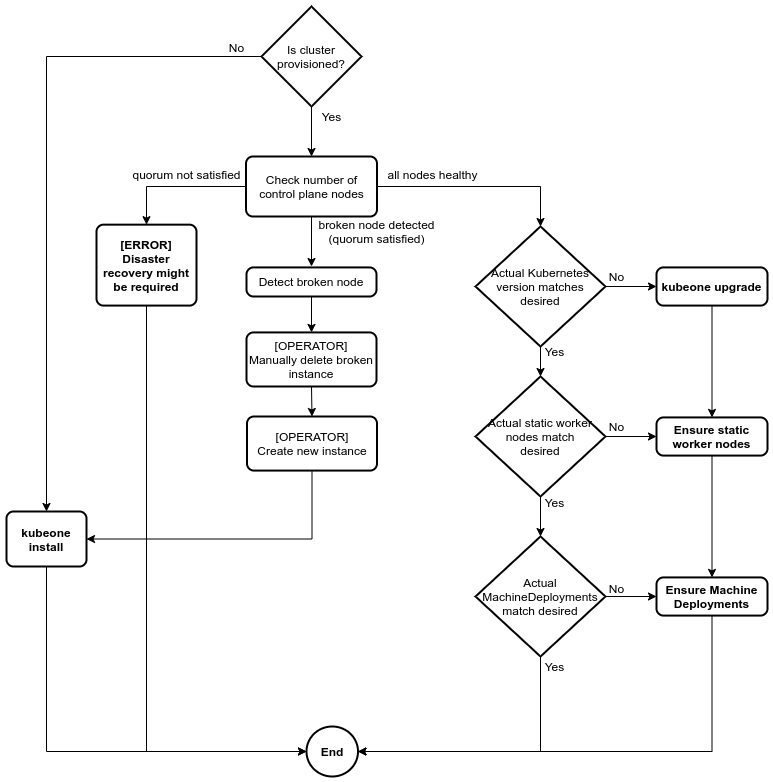 No
Is cluster
provisioned?
Yes
quorum not satisfied
Check number of
control plane nodes
all nodes healthy
broken node detected
(quorum satisfied)
[ERROR]
Disaster
recovery might
be required
Detect broken node
[OPERATOR]
Manually delete broken
instance
[OPERATOR]
Create new instance
kubeone
install
Actual Kubernetes
version matches
desired
No
kubeone upgrade
Yes
Actual static worker
nodes match
desired
No
Ensure static
worker nodes
Yes
Actual
MachineDeployments
match desired
No
Ensure Machine
Deployments
Yes
End